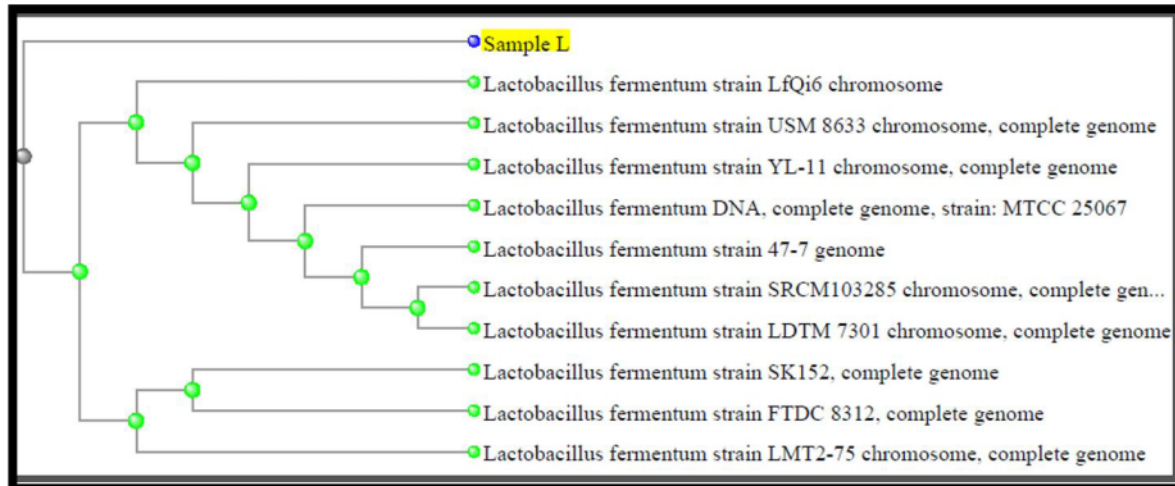 Sample L
Lactobacillus fermentum strain LfQi6 chromosome
Lactobacillus fermentum strain USM 8633 chromosome, complete genome
Lactobacillus fermentum strain YL-11 chromosome, complete genome
Lactobacillus fermentum DNA, complete genome, strain: MTCC 25067
Lactobacillus fermentum strain 47-7 genome
Lactobacillus fermentum strain SRCM103285 chromosome, complete gen...
Lactobacillus fermentum strain LDTM 7301 chromosome, complete genome
Lactobacillus fermentum strain SK152, complete genome
Lactobacillus fermentum strain FTDC 8312, complete genome
Lactobacillus fermentum strain LMT2-75 chromosome, complete genome